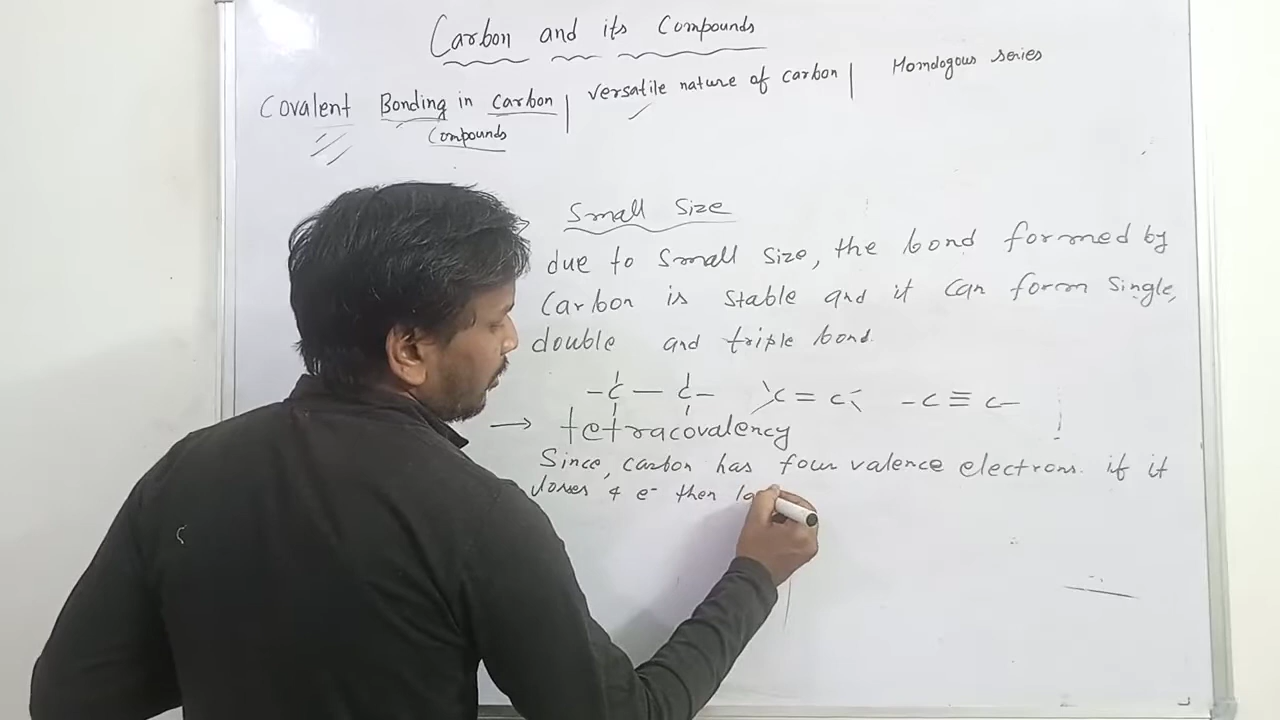 Carbon and its Compounds
Covalent Bonding in carbon | versatile nature of carbon | Homologous series
Compounds
Small Size
due to small size, the bond formed by
Carbon is stable and it can form single,
double and triple bond.
-C-C- C=C -C≡C-
→ tetracovalency
Since, carbon has four valence electrons. if it
loses 4 e- then